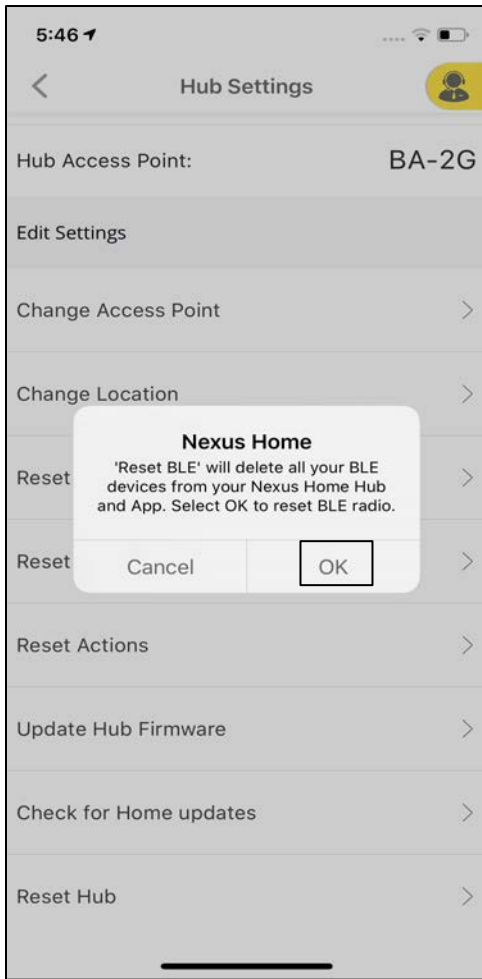 5:46
Hub Settings
Hub Access Point: BA-2G
Edit Settings
Change Access Point
Change Location
Nexus Home
'Reset BLE' will delete all your BLE
devices from your Nexus Home Hub
and App. Select OK to reset BLE radio.
Reset
Cancel OK
Reset
Reset Actions
Update Hub Firmware
Check for Home updates
Reset Hub